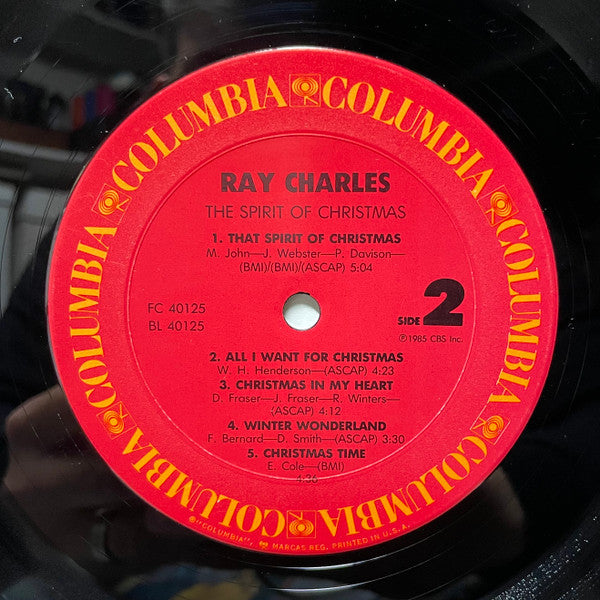 COLUMBIA COLUMBIA COLUMBIA COLUMBIA COLUMBIA COLUMBIA
RAY CHARLES
THE SPIRIT OF CHRISTMAS
1. THAT SPIRIT OF CHRISTMAS
M. John—J. Webster—P. Davison—
(BMI)/(BMI)/(ASCAP) 5:04
FC 40125
BL 40125
SIDE 2
℗1985 CBS Inc.
2. ALL I WANT FOR CHRISTMAS
W. H. Henderson—(ASCAP) 4:23
3. CHRISTMAS IN MY HEART
D. Fraser—J. Fraser—R. Winters—
(ASCAP) 4:12
4. WINTER WONDERLAND
F. Bernard—D. Smith—(ASCAP) 3:30
5. CHRISTMAS TIME
E. Cole—(BMI)
4:36
®"COLUMBIA", MARCAS REG. PRINTED IN U.S.A.